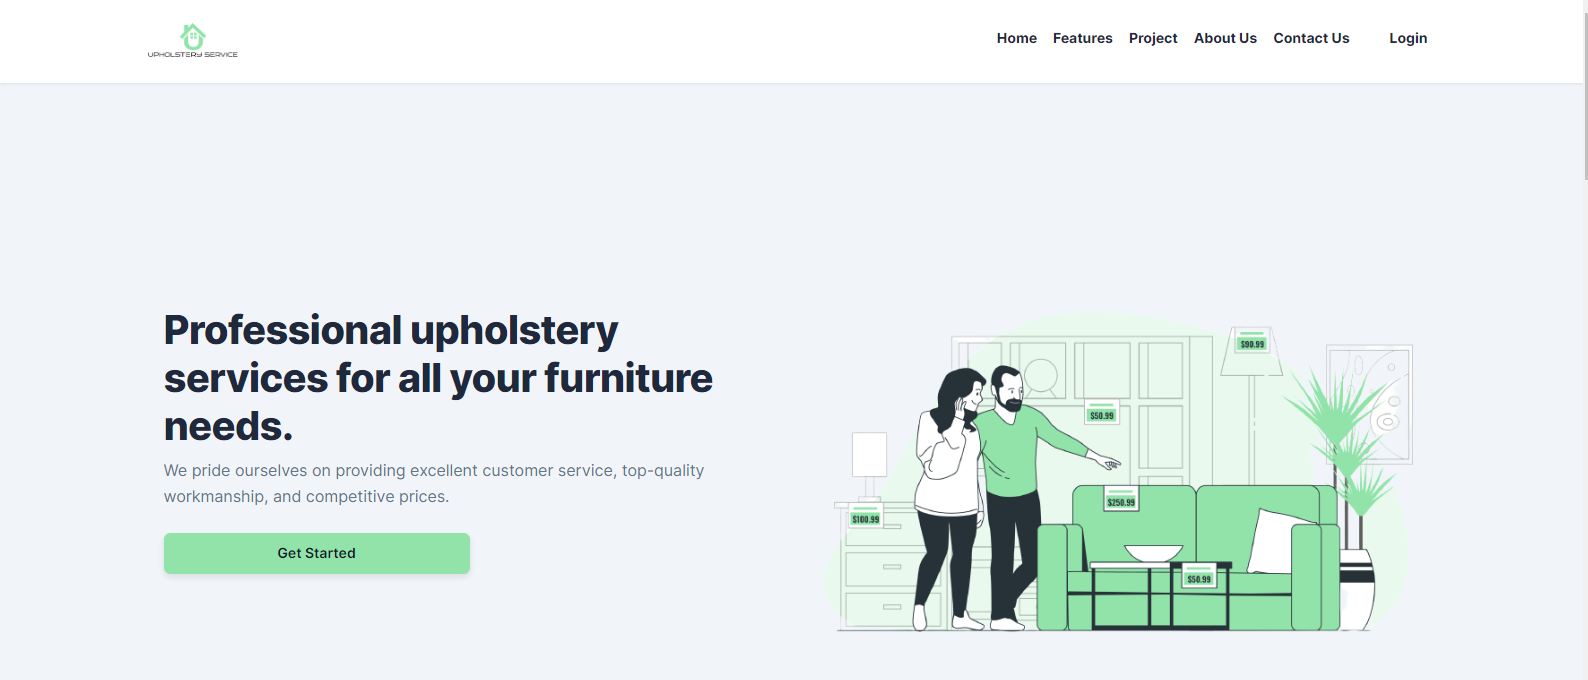 UPHOLSTERY SERVICE
Home Features Project About Us Contact Us Login
Professional upholstery
services for all your furniture
needs.
We pride ourselves on providing excellent customer service, top-quality
workmanship, and competitive prices.
Get Started
$90.99
$50.99
$250.99
$100.99
$50.99